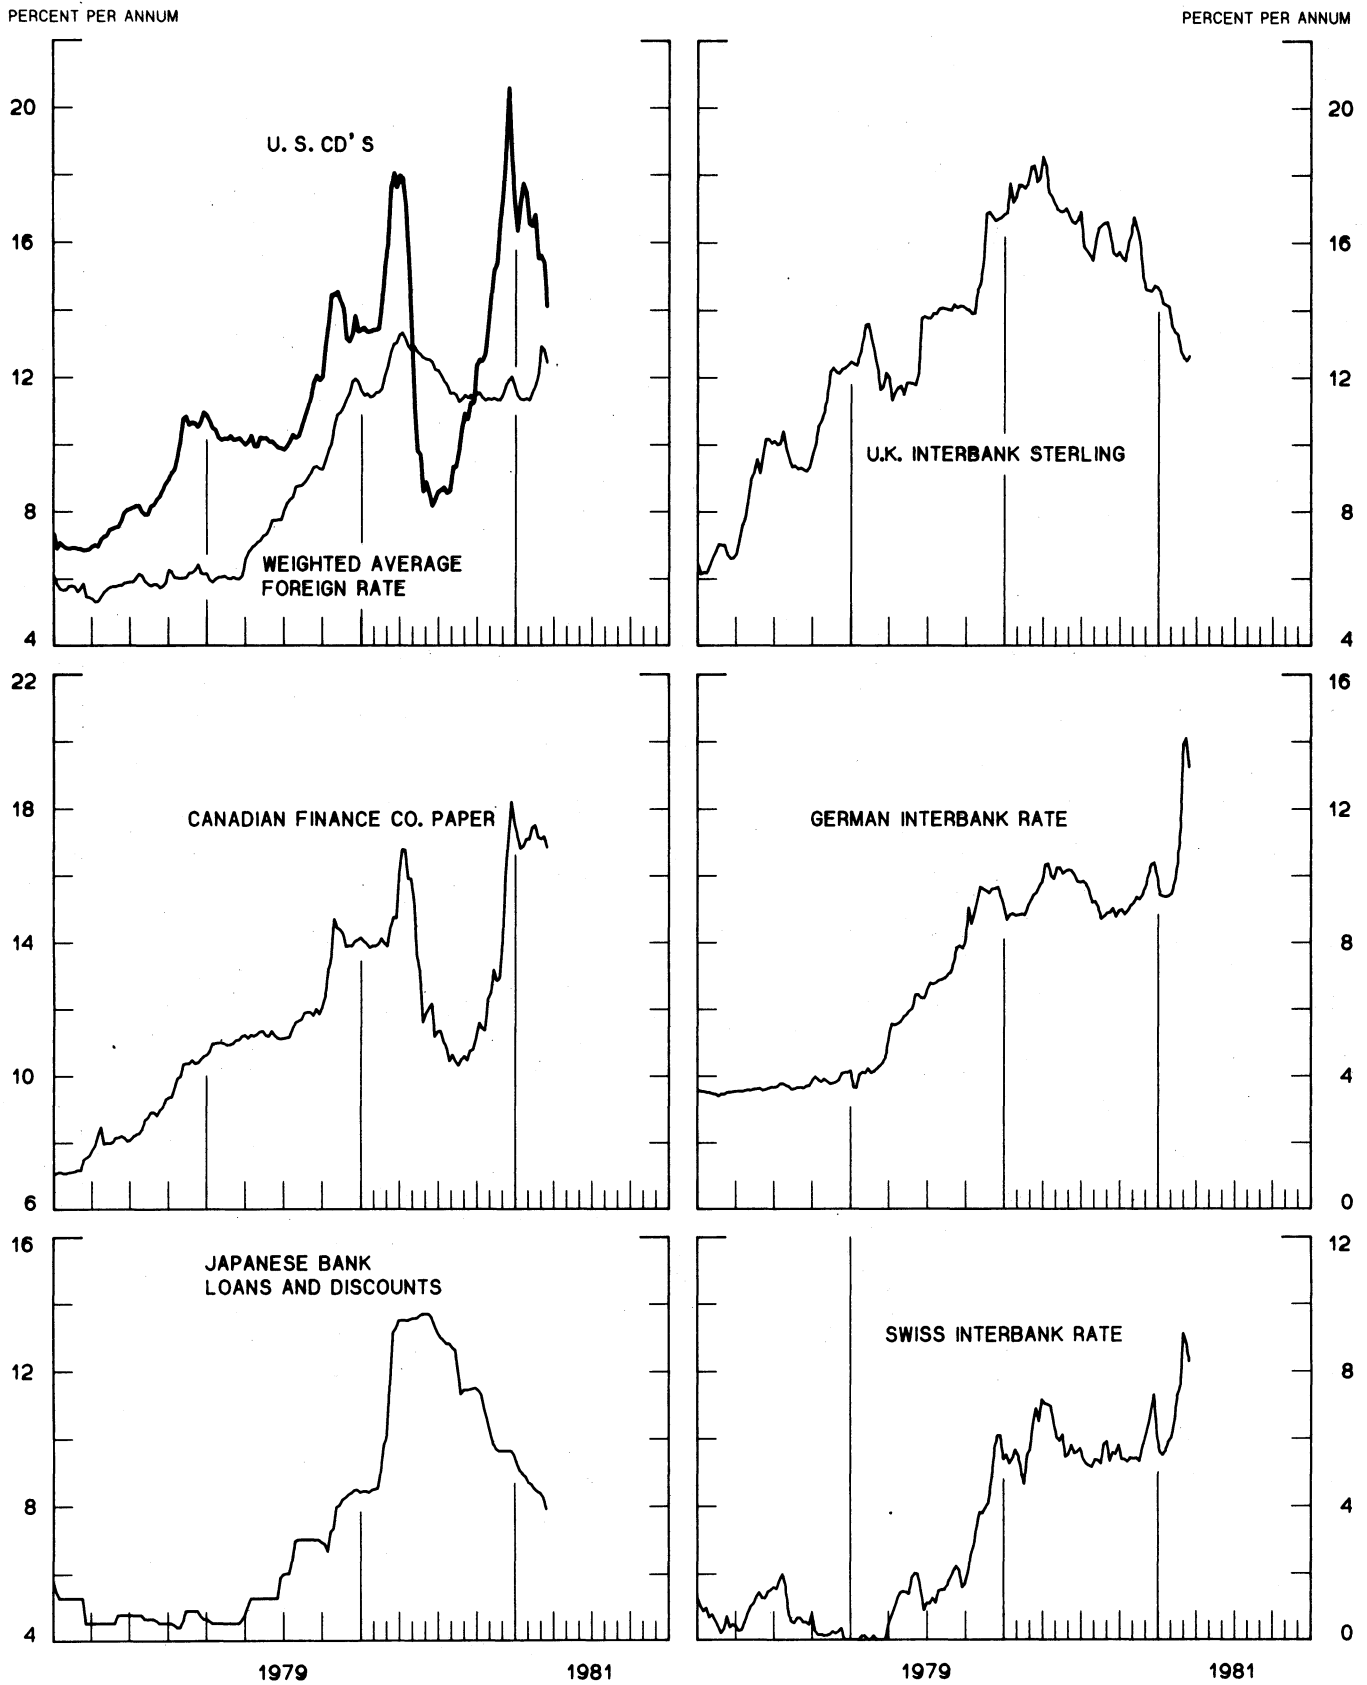 PERCENT PER ANNUM
PERCENT PER ANNUM
20
16
12
8
4
U. S. CD' S
WEIGHTED AVERAGE
FOREIGN RATE
20
16
12
8
4
U.K. INTERBANK STERLING
22
18
14
10
6
CANADIAN FINANCE CO. PAPER
16
12
8
4
0
GERMAN INTERBANK RATE
16
12
8
4
JAPANESE BANK
LOANS AND DISCOUNTS
12
8
4
0
SWISS INTERBANK RATE
1979
1981
1979
1981